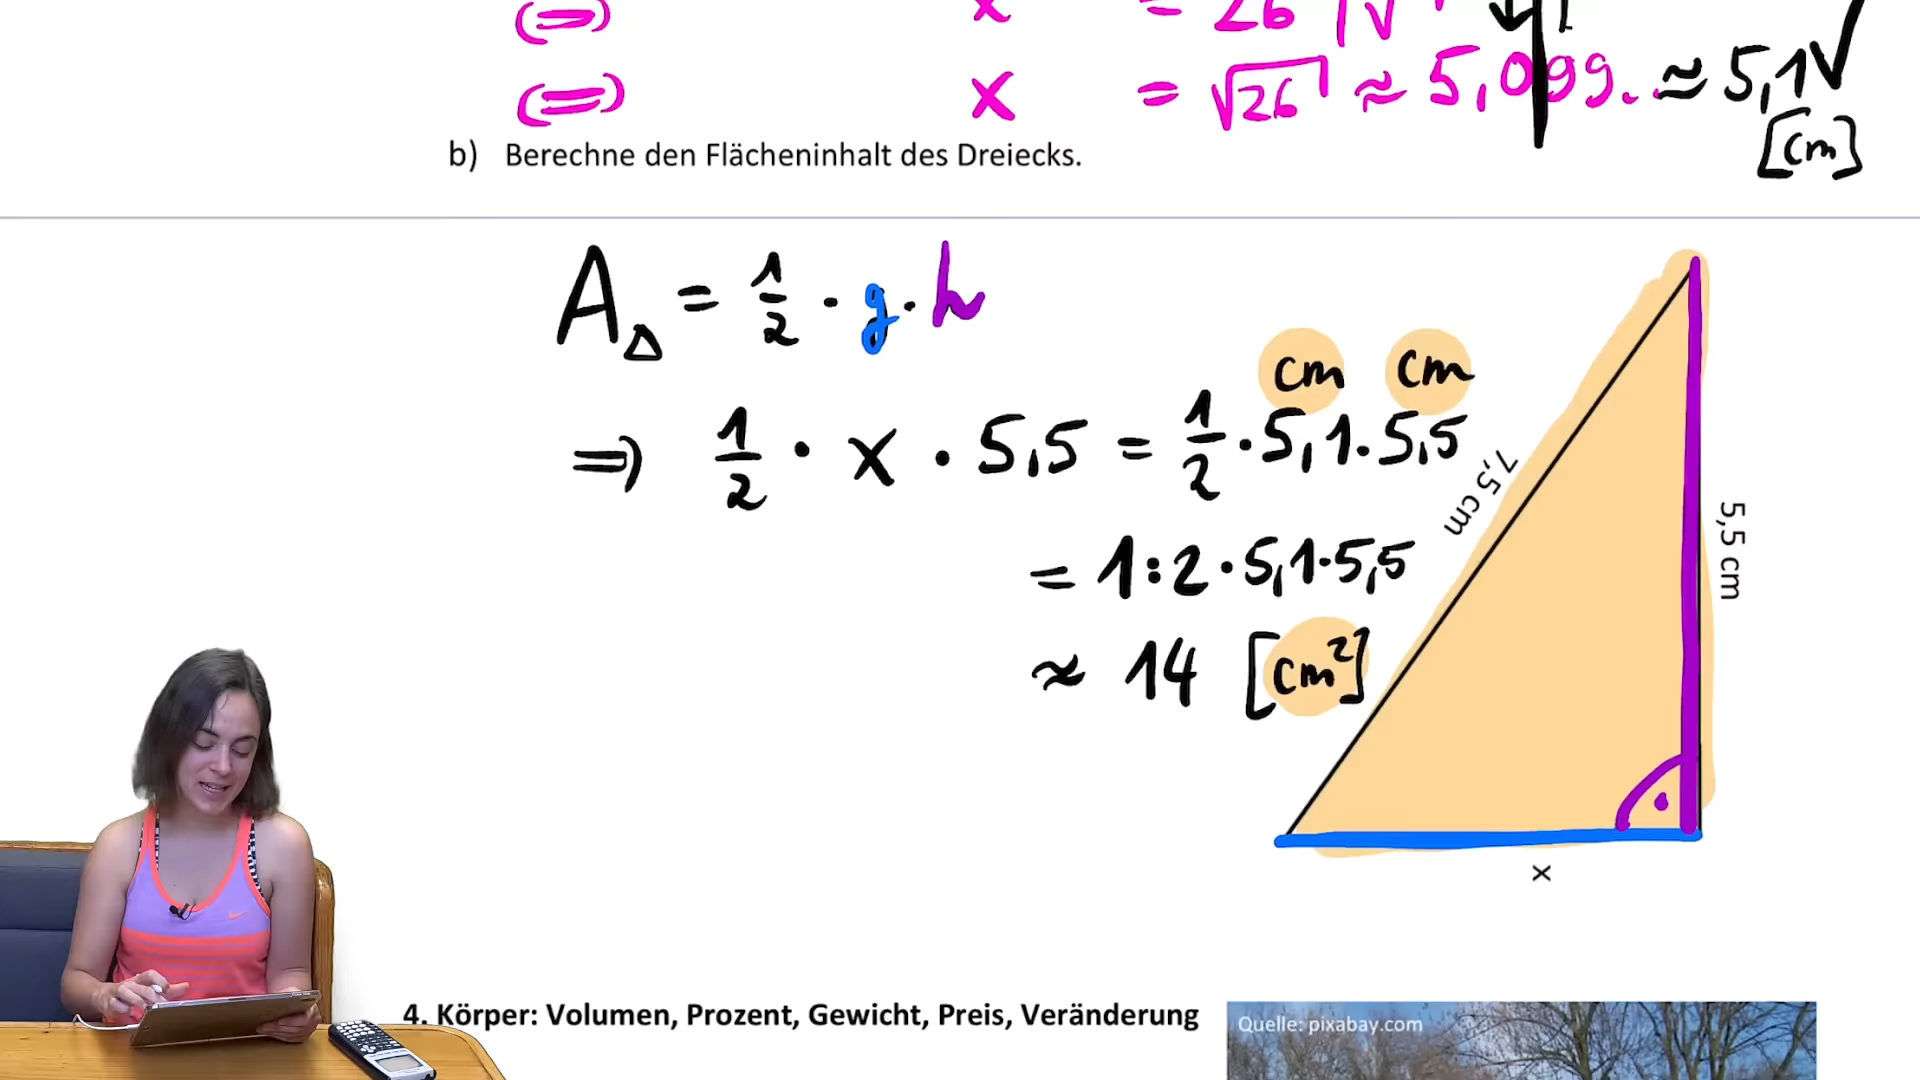 (=) x = 26 |√
(=) x = √26 ≈ 5,099.. ≈ 5,1 √
[cm]
b) Berechne den Flächeninhalt des Dreiecks.
A△ = 1/2 · g · h
cm cm
⇒ 1/2 · x · 5,5 = 1/2 · 5,1 · 5,5
7,5 cm
5,5 cm
= 1:2 · 5,1 · 5,5
≈ 14 [cm²]
x
4. Körper: Volumen, Prozent, Gewicht, Preis, Veränderung
Quelle: pixabay.com